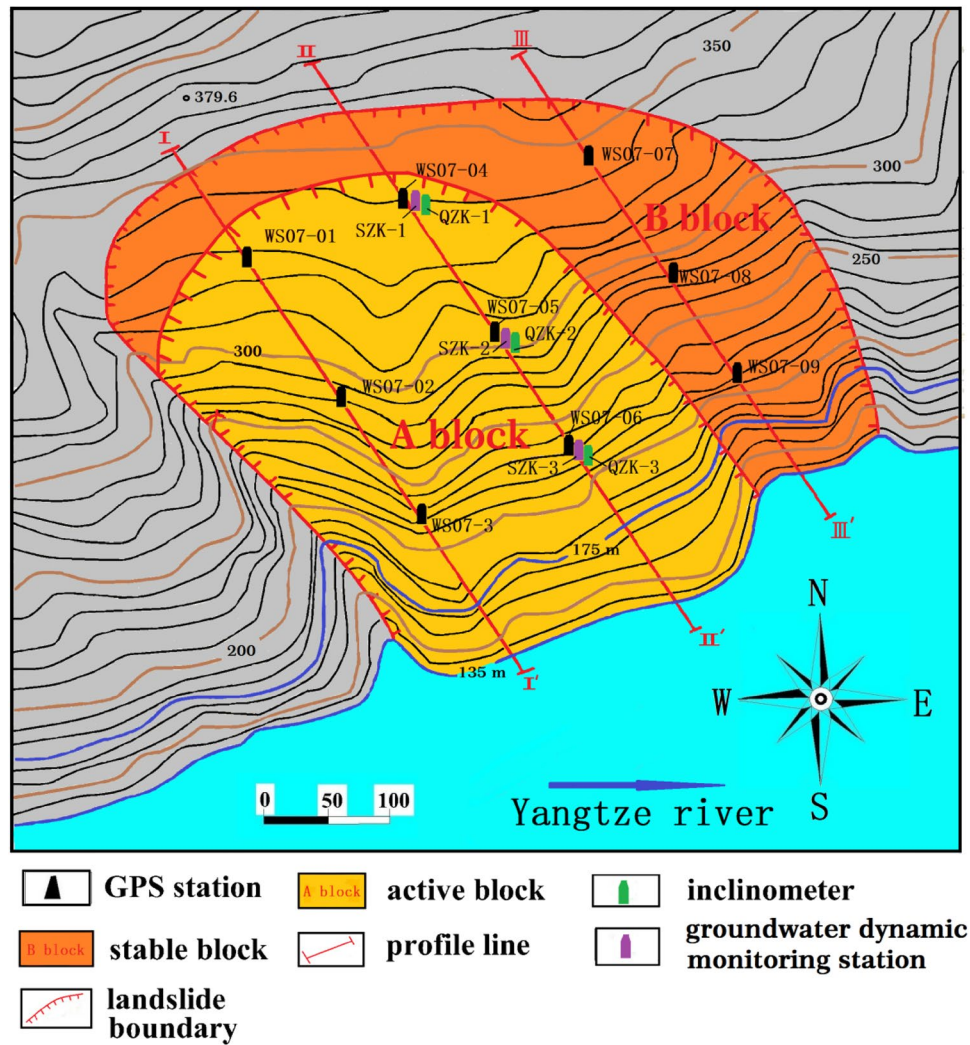 II
III
350
379.6
I
WS07-07
WS07-04
300
B block
SZK-1
QZK-1
WS07-01
250
WS07-08
WS07-05
QZK-2
SZK-2
300
WS07-09
WS07-02
WS07-06
A block
SZK-3
QZK-3
WS07-3
III'
175 m
N
II'
200
135 m
I'
W
E
0
50
100
S
Yangtze river
GPS station
A block
active block
inclinometer
B block
stable block
profile line
groundwater dynamic
monitoring station
landslide
boundary